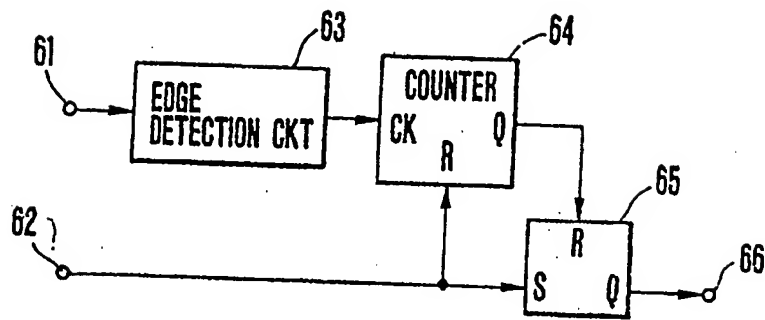 63
64
61
EDGE
DETECTION CKT
COUNTER
CK Q
R
65
62
R
S Q
66